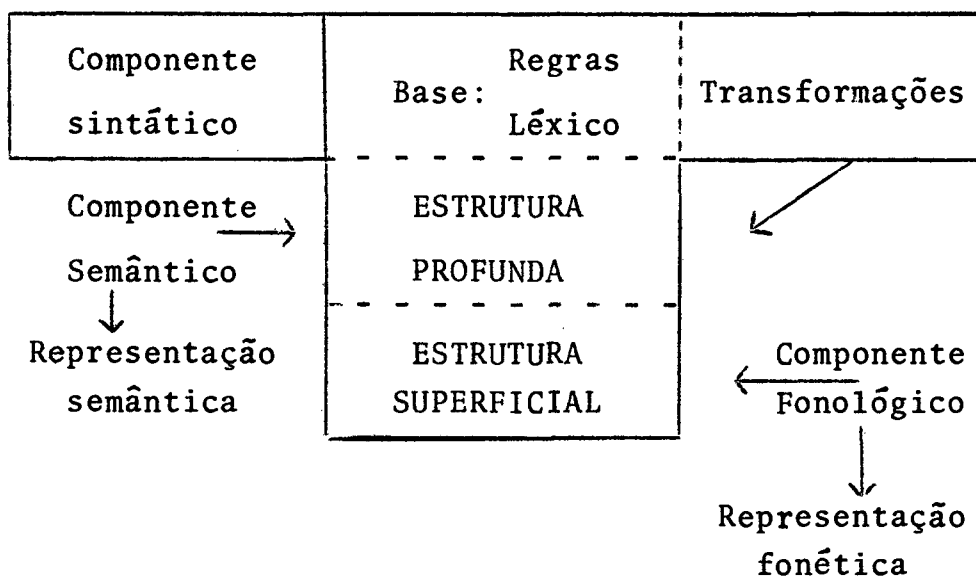 Componente
sintático
Base:
Regras
Léxico
Transformações
Componente
Semântico
ESTRUTURA
PROFUNDA
Representação
semântica
ESTRUTURA
SUPERFICIAL
Componente
Fonológico
Representação
fonética